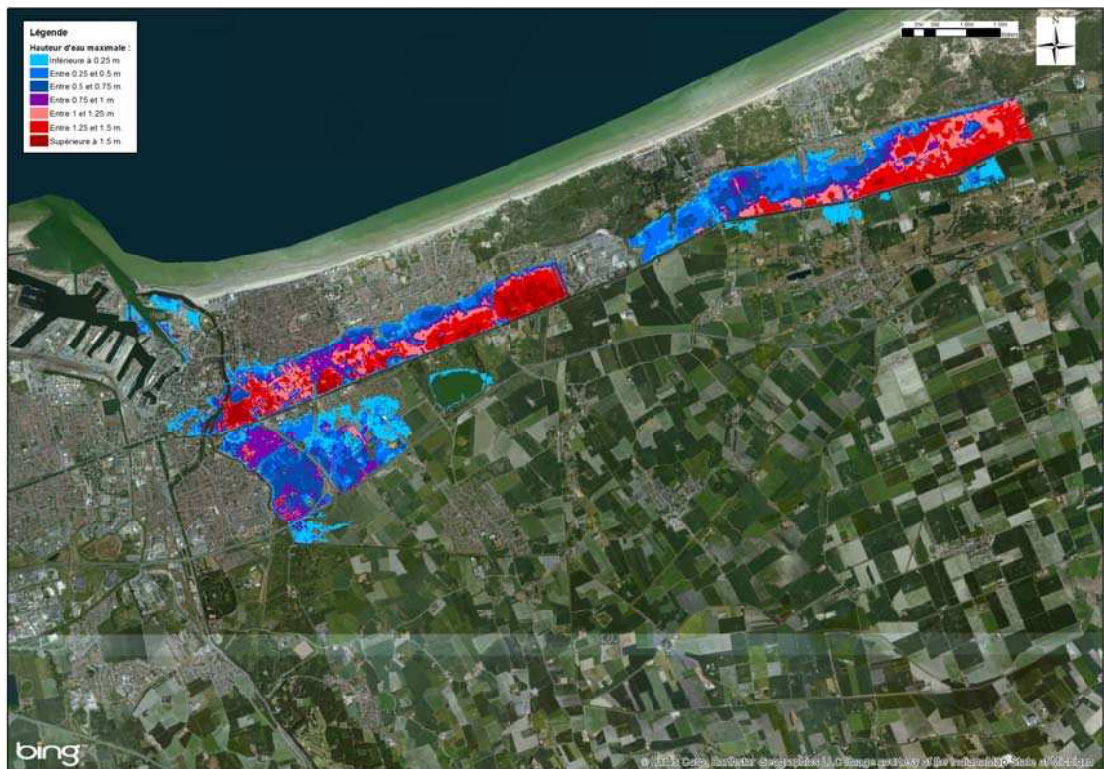 Légende
Hauteur d'eau maximale :
Inférieure à 0.25 m
Entre 0.25 et 0.5 m
Entre 0.5 et 0.75 m
Entre 0.75 et 1 m
Entre 1 et 1.25 m
Entre 1.25 et 1.5 m
Supérieure à 1.5 m
N
Meters
bing